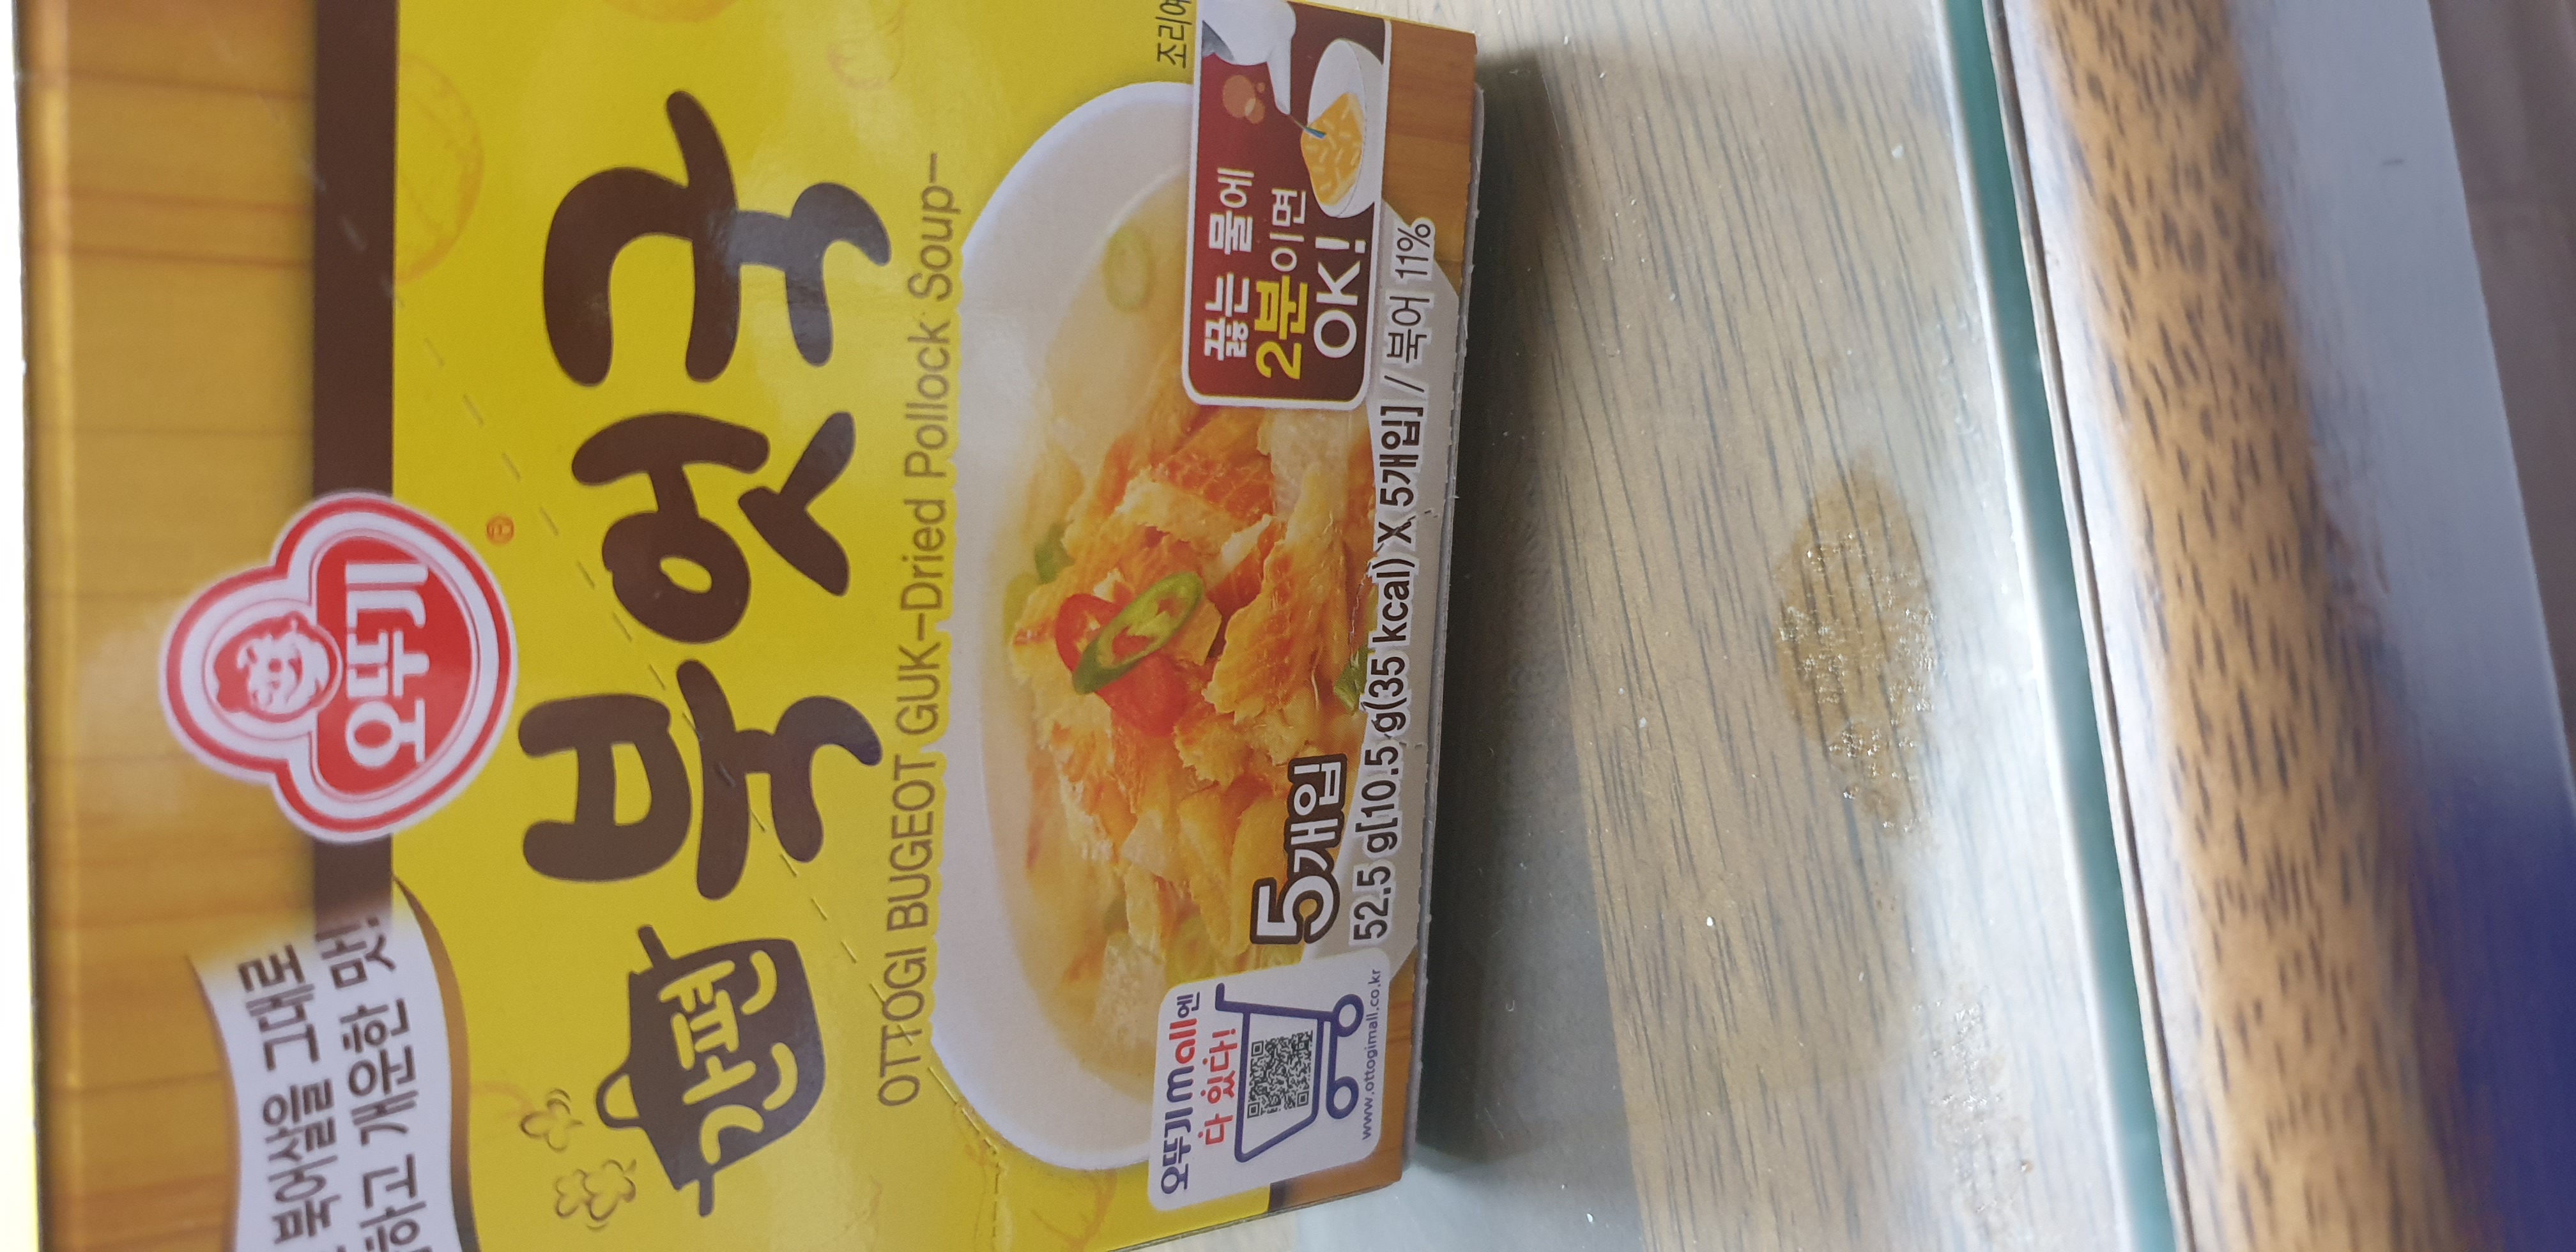 오뚜기
®
북어살을 그대로
하고 개운한 맛!
간편
북엇국
OTTOGI BUGEOT GUK–Dried Pollock Soup–
조리
끓는 물에
2분이면
OK!
오뚜기mall엔
다 있다!
www.ottogimall.co.kr
5개입
52.5 g[10.5 g(35 kcal) X 5개입] / 북어 11%